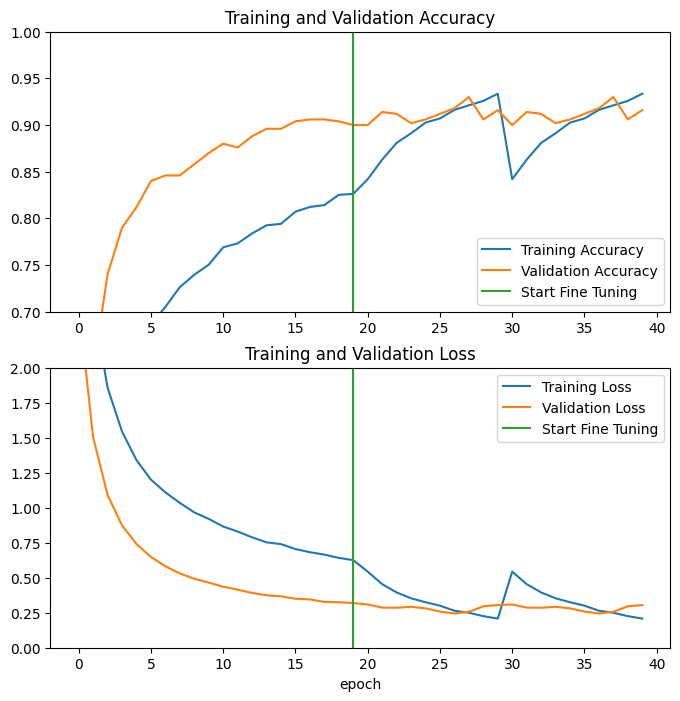 Training and Validation Accuracy
1.00
0.95
0.90
0.85
0.80
0.75
0.70
Training Accuracy
Validation Accuracy
Start Fine Tuning
0 5 10 15 20 25 30 35 40
Training and Validation Loss
2.00
1.75
1.50
1.25
1.00
0.75
0.50
0.25
0.00
Training Loss
Validation Loss
Start Fine Tuning
0 5 10 15 20 25 30 35 40
epoch